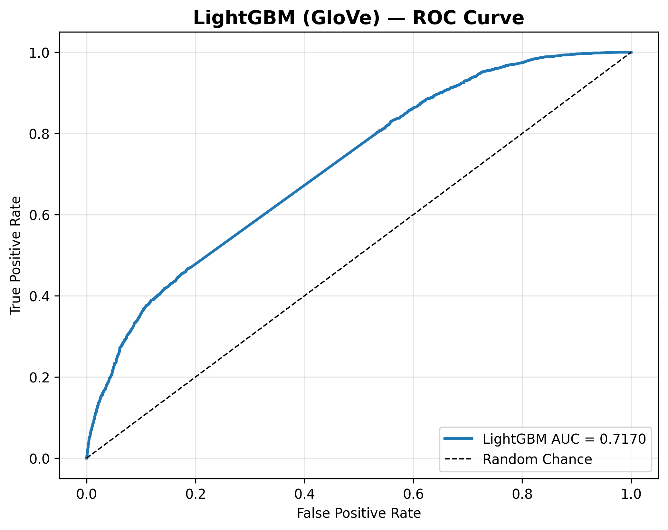 LightGBM (GloVe) — ROC Curve
1.0
0.8
0.6
0.4
0.2
0.0
True Positive Rate
LightGBM AUC = 0.7170
Random Chance
0.0 0.2 0.4 0.6 0.8 1.0
False Positive Rate